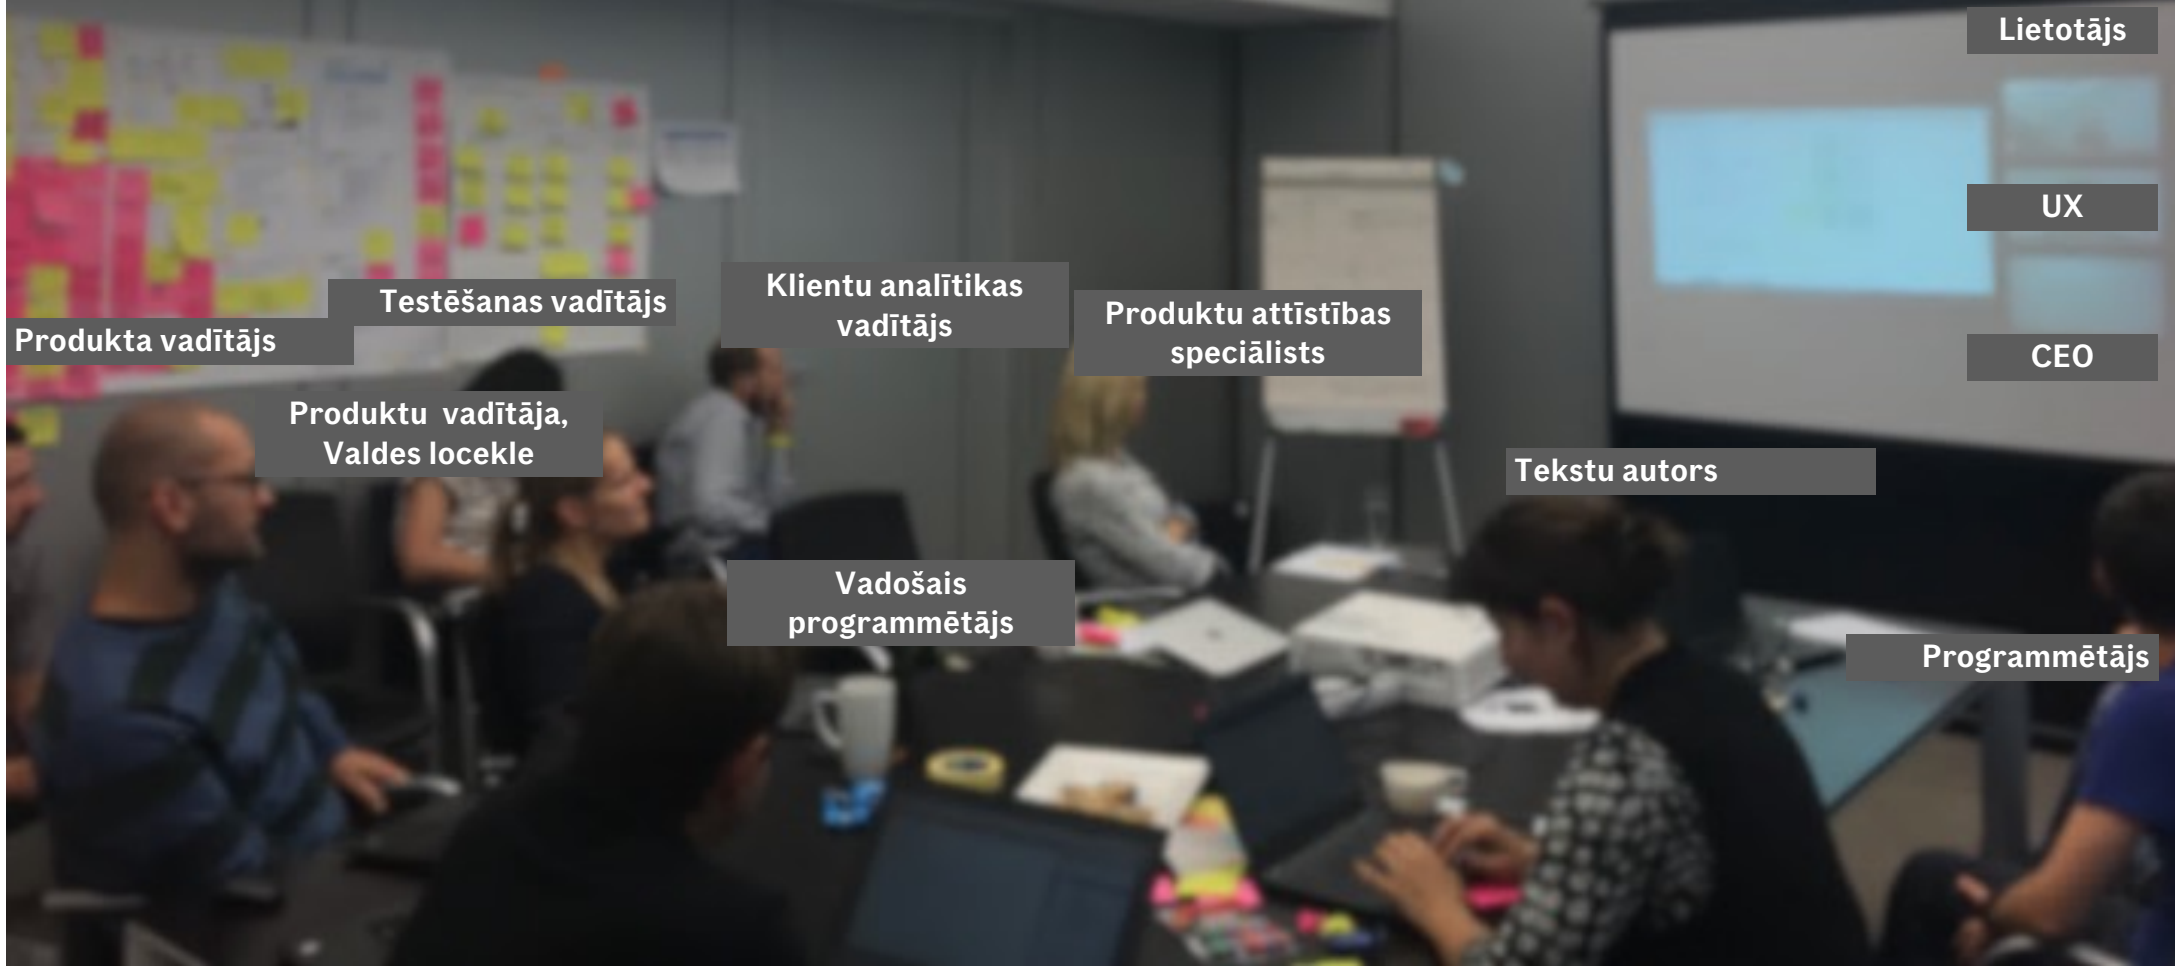 Lietotājs
UX
CEO
Testēšanas vadītājs
Produkta vadītājs
Klientu analītikas
vadītājs
Produktu attīstības
speciālists
Produktu vadītāja,
Valdes locekle
Tekstu autors
Vadošais
programmētājs
Programmētājs